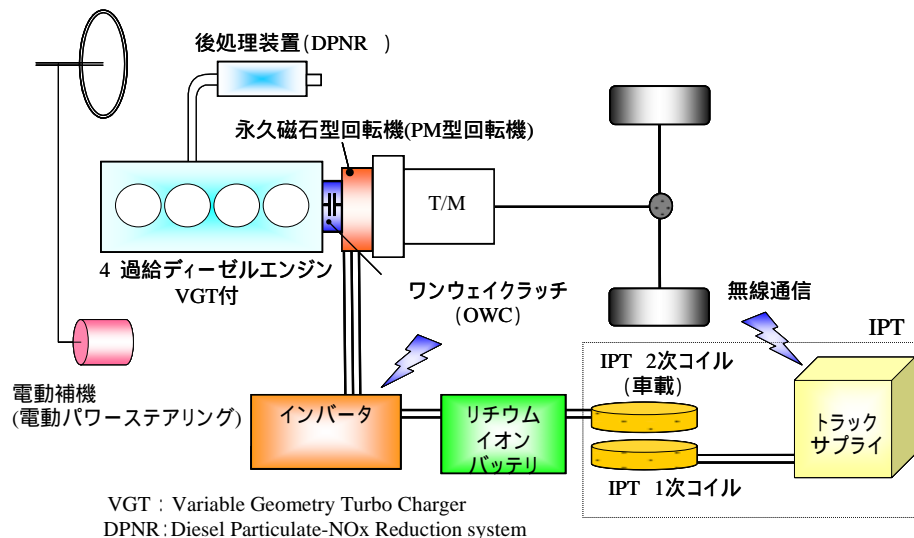 後処理装置(DPNR )
永久磁石型回転機(PM型回転機)
T/M
4 過給ディーゼルエンジン
VGT付
ワンウェイクラッチ
(OWC)
無線通信
IPT
電動補機
(電動パワーステアリング)
インバータ
リチウム
イオン
バッテリ
IPT 2次コイル
(車載)
IPT 1次コイル
トラック
サプライ
VGT : Variable Geometry Turbo Charger
DPNR:Diesel Particulate-NOx Reduction system